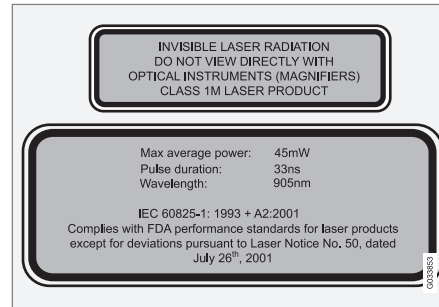 INVISIBLE LASER RADIATION
DO NOT VIEW DIRECTLY WITH
OPTICAL INSTRUMENTS (MAGNIFIERS)
CLASS 1M LASER PRODUCT
Max average power: 45mW
Pulse duration: 33ns
Wavelength: 905nm
IEC 60825-1: 1993 + A2:2001
Complies with FDA performance standards for laser products
except for deviations pursuant to Laser Notice No. 50, dated
July 26th, 2001
G033853